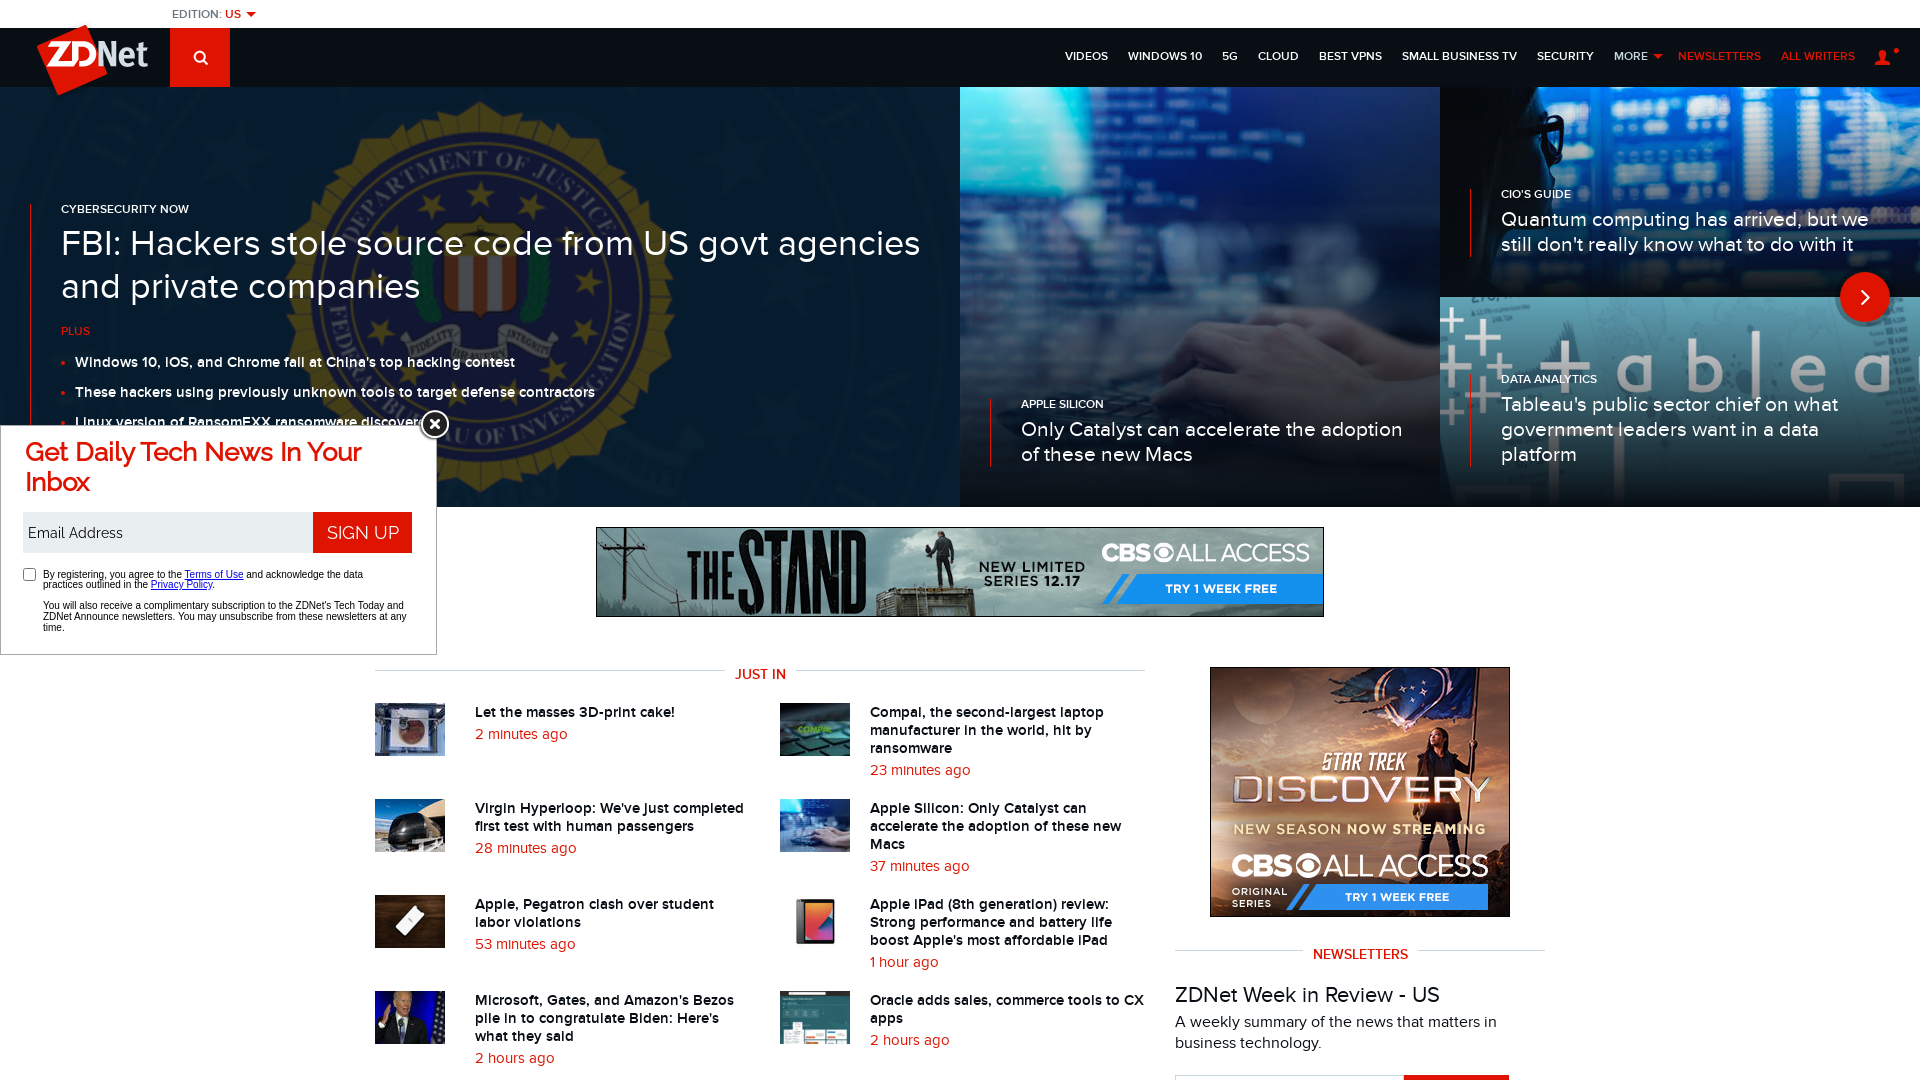 EDITION: US
ZDNet
VIDEOS WINDOWS 10 5G CLOUD BEST VPNS SMALL BUSINESS TV SECURITY MORE NEWSLETTERS ALL WRITERS
CYBERSECURITY NOW
FBI: Hackers stole source code from US govt agencies
and private companies
PLUS
Windows 10, iOS, and Chrome fall at China's top hacking contest
These hackers using previously unknown tools to target defense contractors
Linux version of RansomEXX ransomware
DEPARTMENT OF JUSTICE
FEDERAL BUREAU OF INVESTIGATION
FIDELITY BRAVERY INTEGRITY
APPLE SILICON
Only Catalyst can accelerate the adoption
of these new Macs
CIO'S GUIDE
Quantum computing has arrived, but we
still don't really know what to do with it
+ a b l e a
DATA ANALYTICS
Tableau's public sector chief on what
government leaders want in a data
platform
Get Daily Tech News In Your
Inbox
Email Address
SIGN UP
By registering, you agree to the Terms of Use and acknowledge the data
practices outlined in the Privacy Policy.
You will also receive a complimentary subscription to the ZDNet's Tech Today and
ZDNet Announce newsletters. You may unsubscribe from these newsletters at any
time.
THE STAND
NEW LIMITED
SERIES 12.17
CBS ALL ACCESS
TRY 1 WEEK FREE
JUST IN
Let the masses 3D-print cake!
2 minutes ago
COMPAL
Compal, the second-largest laptop
manufacturer in the world, hit by
ransomware
23 minutes ago
Virgin Hyperloop: We've just completed
first test with human passengers
28 minutes ago
Apple Silicon: Only Catalyst can
accelerate the adoption of these new
Macs
37 minutes ago
Apple, Pegatron clash over student
labor violations
53 minutes ago
Apple iPad (8th generation) review:
Strong performance and battery life
boost Apple's most affordable iPad
1 hour ago
Microsoft, Gates, and Amazon's Bezos
pile in to congratulate Biden: Here's
what they said
2 hours ago
Oracle adds sales, commerce tools to CX
apps
2 hours ago
STAR TREK
DISCOVERY
NEW SEASON NOW STREAMING
CBS ALL ACCESS
ORIGINAL
SERIES
TRY 1 WEEK FREE
NEWSLETTERS
ZDNet Week in Review - US
A weekly summary of the news that matters in
business technology.